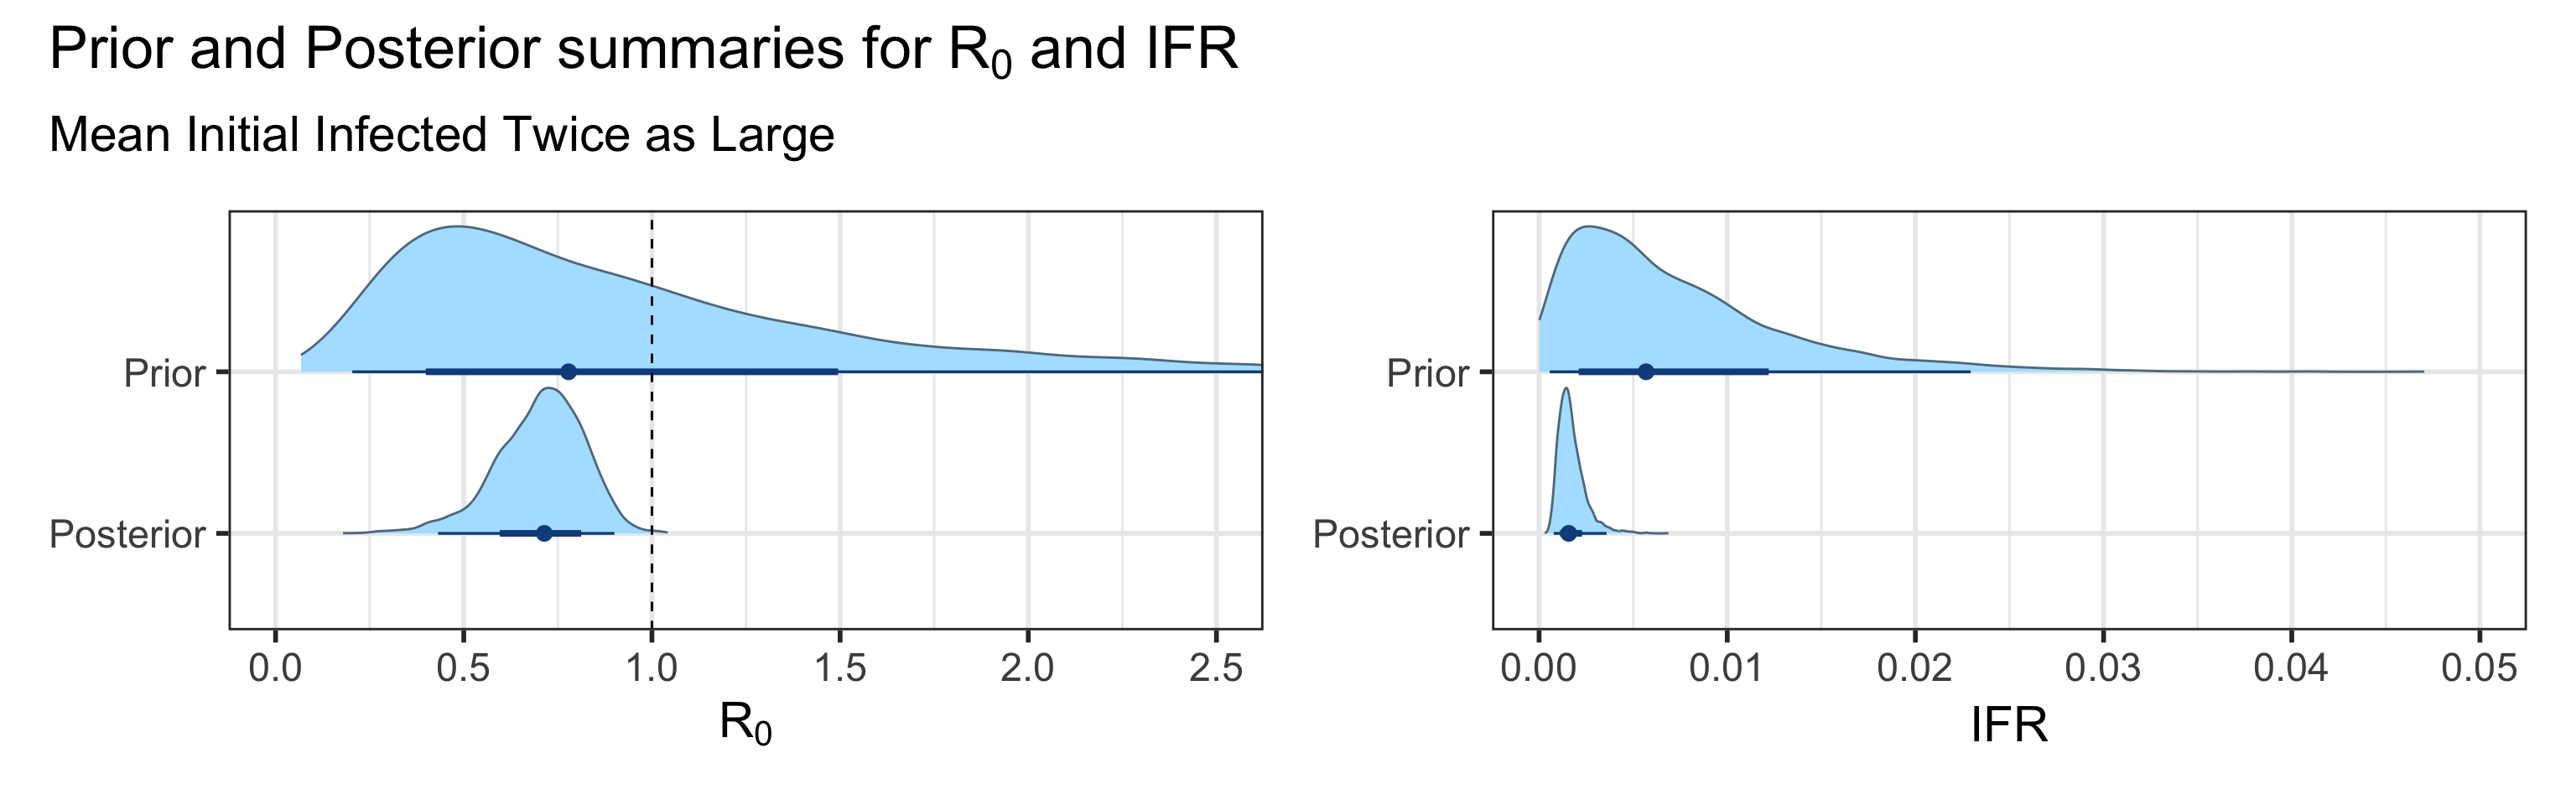 Prior and Posterior summaries for R₀ and IFR
Mean Initial Infected Twice as Large
Prior
Posterior
0.0 0.5 1.0 1.5 2.0 2.5
R₀
Prior
Posterior
0.00 0.01 0.02 0.03 0.04 0.05
IFR